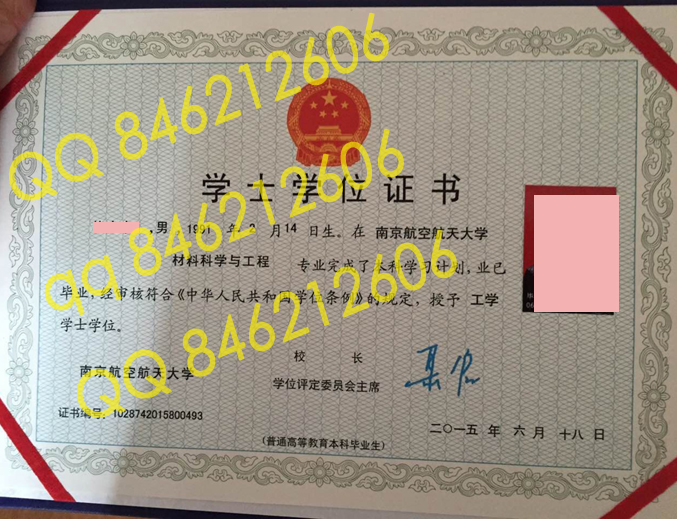 QQ 846212606
学士学位证书
,男 1991 年 2 月 14 日生。在 南京航空航天大学
qq 846212606
材料科学与工程 专业完成了本科学习计划,业已
毕业,经审核符合《中华人民共和国学位条例》的规定,授予 工学
学士学位。
QQ 846212606
校 长
南京航空航天大学
学位评定委员会主席
证书编号: 1028742015800493
二〇一五 年 六 月 十八 日
(普通高等教育本科毕业生)